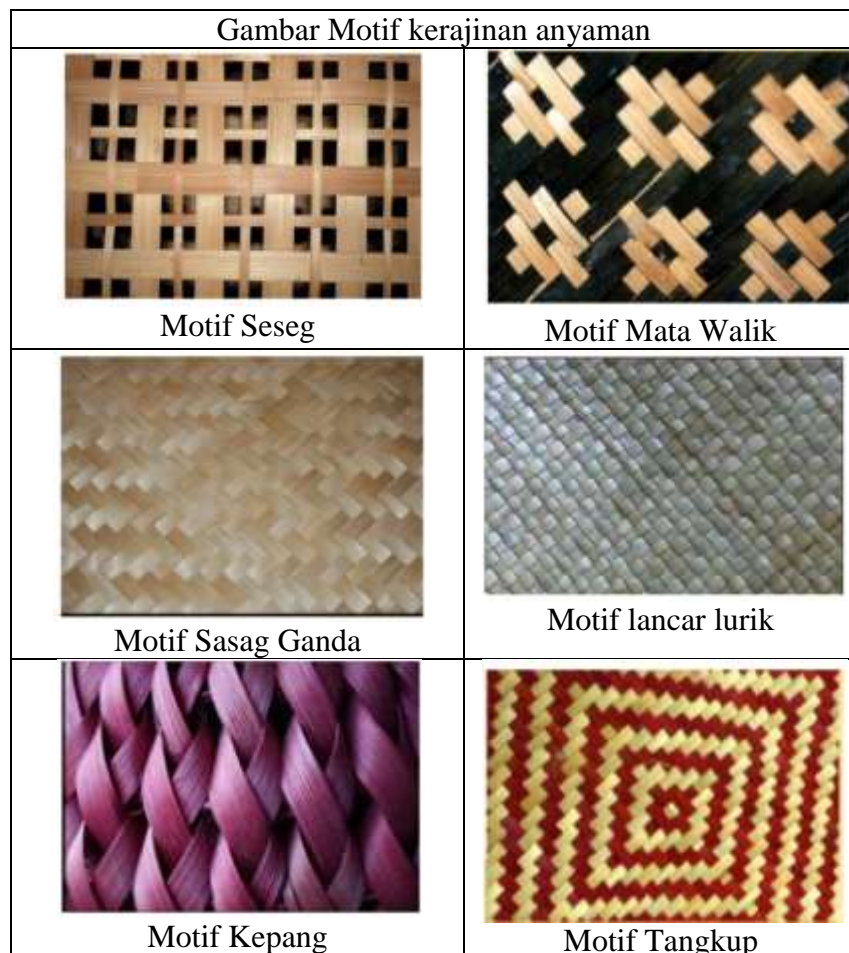 Gambar Motif kerajinan anyaman
Motif Seseg
Motif Mata Walik
Motif Sasag Ganda
Motif lancar lurik
Motif Kepang
Motif Tangkup